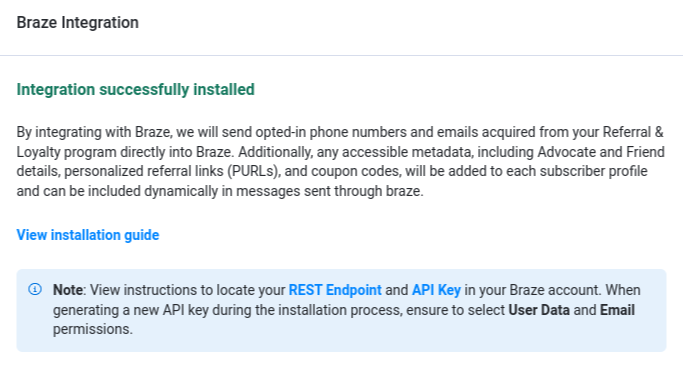 Braze Integration
Integration successfully installed
By integrating with Braze, we will send opted-in phone numbers and emails acquired from your Referral &
Loyalty program directly into Braze. Additionally, any accessible metadata, including Advocate and Friend
details, personalized referral links (PURLs), and coupon codes, will be added to each subscriber profile
and can be included dynamically in messages sent through braze.
View installation guide
Note: View instructions to locate your REST Endpoint and API Key in your Braze account. When
generating a new API key during the installation process, ensure to select User Data and Email
permissions.